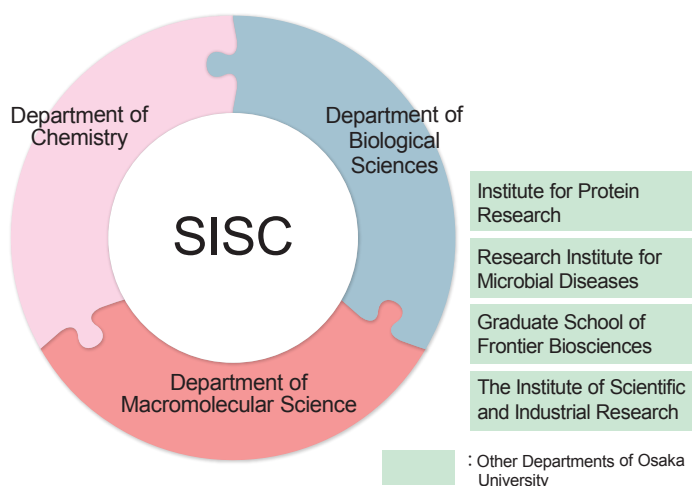 Department of
Chemistry
Department of
Biological
Sciences
SISC
Department of
Macromolecular Science
Institute for Protein
Research
Research Institute for
Microbial Diseases
Graduate School of
Frontier Biosciences
The Institute of Scientific
and Industrial Research
: Other Departments of Osaka
University